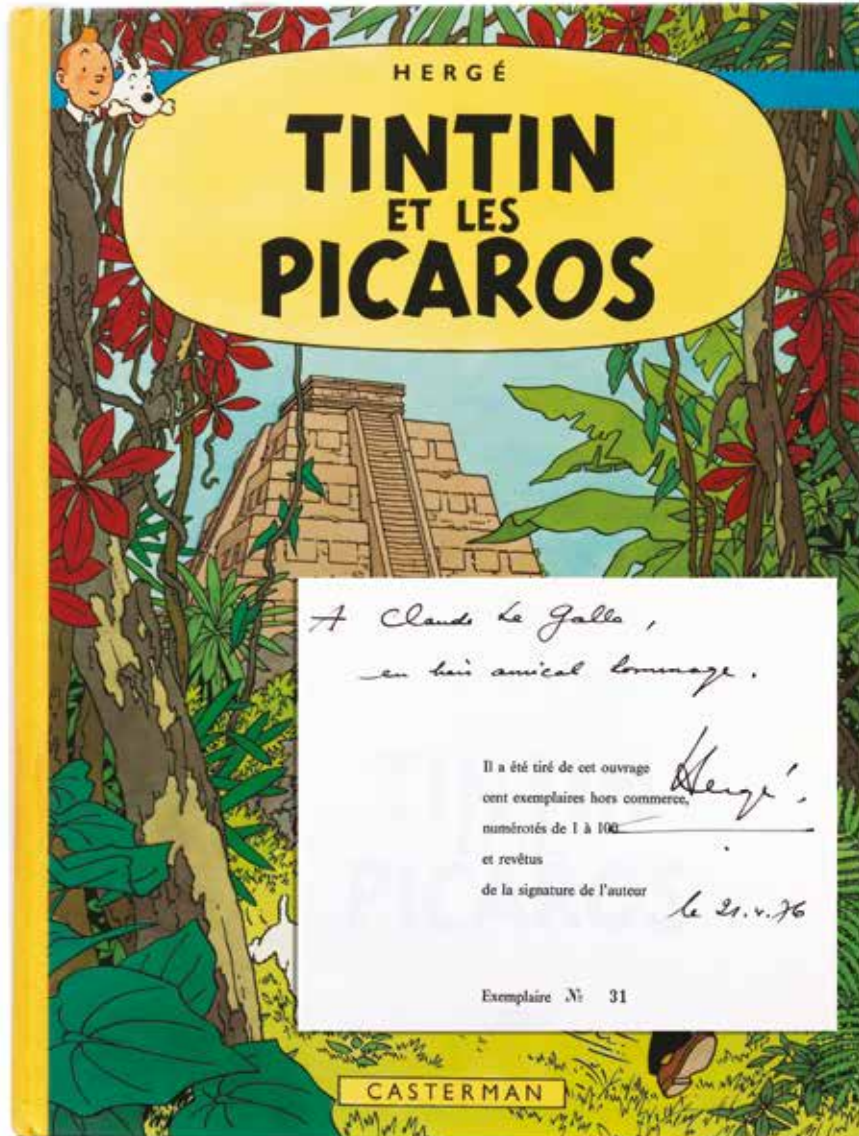 HERGÉ
TINTIN
ET LES
PICAROS
A Claude Le Gallo,
en amical hommage.
Il a été tiré de cet ouvrage
cent exemplaires hors commerce,
numérotés de 1 à 100
et revêtus
de la signature de l'auteur
Hergé.
le 21.4.76
Exemplaire № 31
CASTERMAN